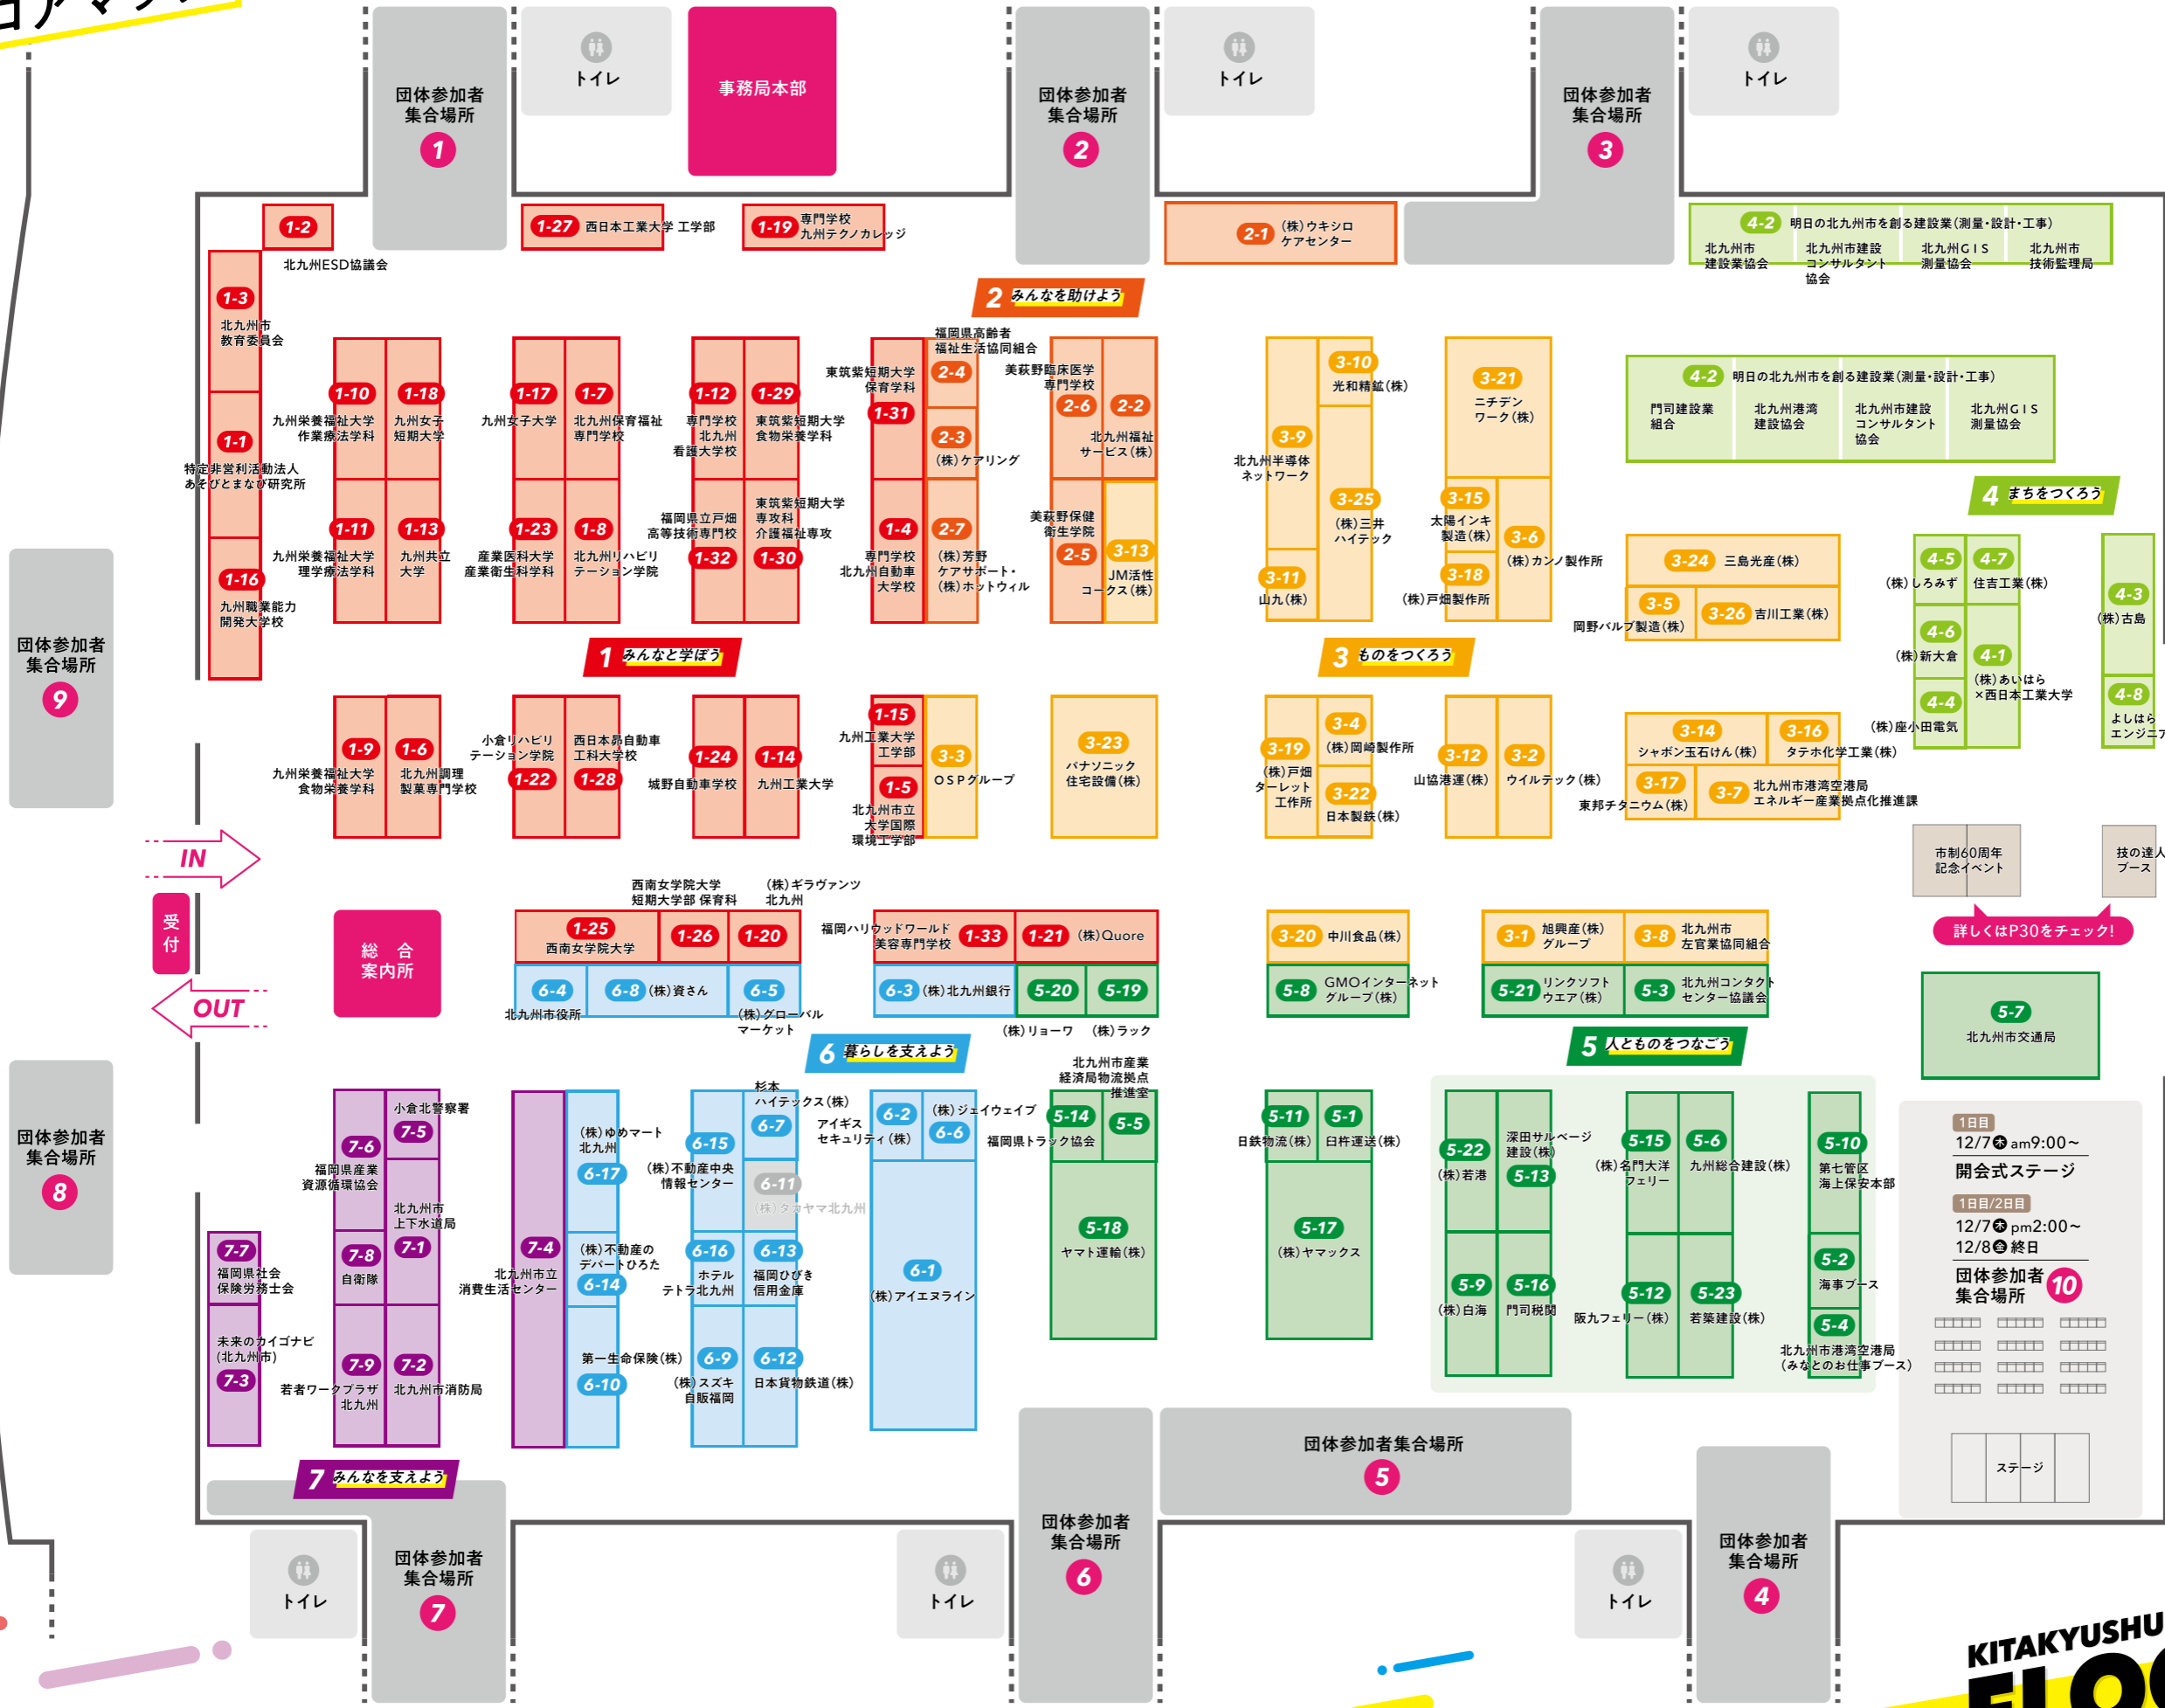 コアマップ
団体参加者
集合場所
1
トイレ
事務局本部
団体参加者
集合場所
2
トイレ
団体参加者
集合場所
3
トイレ
1-2
北九州ESD協議会
1-27 西日本工業大学 工学部
1-19 専門学校
九州テクノカレッジ
2-1 (株)ウキシロ
ケアセンター
4-2 明日の北九州市を創る建設業(測量・設計・工事)
北九州市
建設業協会
北九州市建設
コンサルタント
協会
北九州GIS
測量協会
北九州市
技術監理局
1-3
北九州市
教育委員会
1-1
特定非営利活動法人
あそびとまなび研究所
1-16
九州職業能力
開発大学校
2 みんなを助けよう
1-10
九州栄養福祉大学
作業療法学科
1-18
九州女子
短期大学
1-11
九州栄養福祉大学
理学療法学科
1-13
九州共立
大学
1-17
九州女子大学
1-7
北九州保育福祉
専門学校
1-23
産業医科大学
産業衛生科学科
1-8
北九州リハビリ
テーション学院
1-12
専門学校
北九州
看護大学校
1-29
東筑紫短期大学
食物栄養学科
福岡県立戸畑
高等技術専門校
1-32
東筑紫短期大学
専攻科
介護福祉専攻
1-30
東筑紫短期大学
保育学科
1-31
福岡県高齢者
福祉生活協同組合
2-4
2-3
(株)ケアリング
1-4
専門学校
北九州自動車
大学校
2-7
(株)芳野
ケアサポート・
(株)ホットウィル
美萩野臨床医学
専門学校
2-6
2-2
北九州福祉
サービス(株)
美萩野保健
衛生学院
2-5
3-13
JM活性
コークス(株)
3-9
北九州半導体
ネットワーク
3-10
光和精鉱(株)
3-25
(株)三井
ハイテック
3-11
山九(株)
3-21
ニチデン
ワーク(株)
3-15
太陽インキ
製造(株)
3-6
(株)カンノ製作所
3-18
(株)戸畑製作所
4-2 明日の北九州市を創る建設業(測量・設計・工事)
門司建設業
組合
北九州港湾
建設協会
北九州市建設
コンサルタント
協会
北九州GIS
測量協会
4 まちをつくろう
3-24 三島光産(株)
3-5
岡野バルブ製造(株)
3-26 吉川工業(株)
4-5
(株)しろみず
4-7
住吉工業(株)
4-6
(株)新大倉
4-1
(株)あいはら
×西日本工業大学
4-4
(株)座小田電気
4-3
(株)古島
4-8
よしはら
エンジニア
団体参加者
集合場所
9
1 みんなと学ぼう
3 ものをつくろう
1-9
九州栄養福祉大学
食物栄養学科
1-6
北九州調理
製菓専門学校
小倉リハビリ
テーション学院
1-22
西日本昴自動車
工科大学校
1-28
1-24
城野自動車学校
1-14
九州工業大学
1-15
九州工業大学
工学部
1-5
北九州市立
大学国際
環境工学部
3-3
OSPグループ
3-23
パナソニック
住宅設備(株)
3-19
(株)戸畑
ターレット
工作所
3-4
(株)岡崎製作所
3-22
日本製鉄(株)
3-12
山協港運(株)
3-2
ウイルテック(株)
3-14
シャボン玉石けん(株)
3-16
タテホ化学工業(株)
3-17
東邦チタニウム(株)
3-7 北九州市港湾空港局
エネルギー産業拠点化推進課
市制60周年
記念イベント
技の達人
ブース
詳しくはP30をチェック!
IN
受付
OUT
総 合
案内所
1-25
西南女学院大学
西南女学院大学
短期大学部 保育科
1-26
(株)ギラヴァンツ
北九州
1-20
6-4
北九州市役所
6-8 (株)資さん
6-5
(株)グローバル
マーケット
福岡ハリウッドワールド
美容専門学校
1-33
1-21 (株)Quore
6-3 (株)北九州銀行
5-20
(株)リョーワ
5-19
(株)ラック
3-20 中川食品(株)
5-8 GMOインターネット
グループ(株)
3-1 旭興産(株)
グループ
3-8 北九州市
左官業協同組合
5-21 リンクソフト
ウエア(株)
5-3 北九州コンタクト
センター協議会
5-7
北九州市交通局
6 暮らしを支えよう
5 人とものをつなごう
団体参加者
集合場所
8
7-6
福岡県産業
資源循環協会
小倉北警察署
7-5
北九州市
上下水道局
7-1
7-8
自衛隊
7-7
福岡県社会
保険労務士会
未来のカイゴナビ
(北九州市)
7-3
7-9
若者ワークプラザ
北九州
7-2
北九州市消防局
7-4
北九州市立
消費生活センター
(株)ゆめマート
北九州
6-17
(株)不動産の
デパートひろた
6-14
第一生命保険(株)
6-10
6-15
(株)不動産中央
情報センター
杉本
ハイテックス(株)
6-7
6-11
(株)タカヤマ北九州
6-16
ホテル
テトラ北九州
6-13
福岡ひびき
信用金庫
6-9
(株)スズキ
自販福岡
6-12
日本貨物鉄道(株)
6-2
アイギス
セキュリティ(株)
(株)ジェイウェイブ
6-6
6-1
(株)アイエヌライン
5-14
福岡県トラック協会
北九州市産業
経済局物流拠点
推進室
5-5
5-18
ヤマト運輸(株)
5-11
日鉄物流(株)
5-1
臼杵運送(株)
5-17
(株)ヤマックス
5-22
(株)若港
深田サルベージ
建設(株)
5-13
5-9
(株)白海
5-16
門司税関
5-15
(株)名門大洋
フェリー
5-6
九州総合建設(株)
5-12
阪九フェリー(株)
5-23
若築建設(株)
5-10
第七管区
海上保安本部
5-2
海事ブース
5-4
北九州市港湾空港局
(みなとのお仕事ブース)
1日目
12/7木am9:00~
開会式ステージ
1日目/2日目
12/7木pm2:00~
12/8金終日
団体参加者
集合場所
10
ステージ
7 みんなを支えよう
トイレ
団体参加者
集合場所
7
トイレ
団体参加者
集合場所
6
団体参加者集合場所
5
トイレ
団体参加者
集合場所
4
KITAKYUSHU